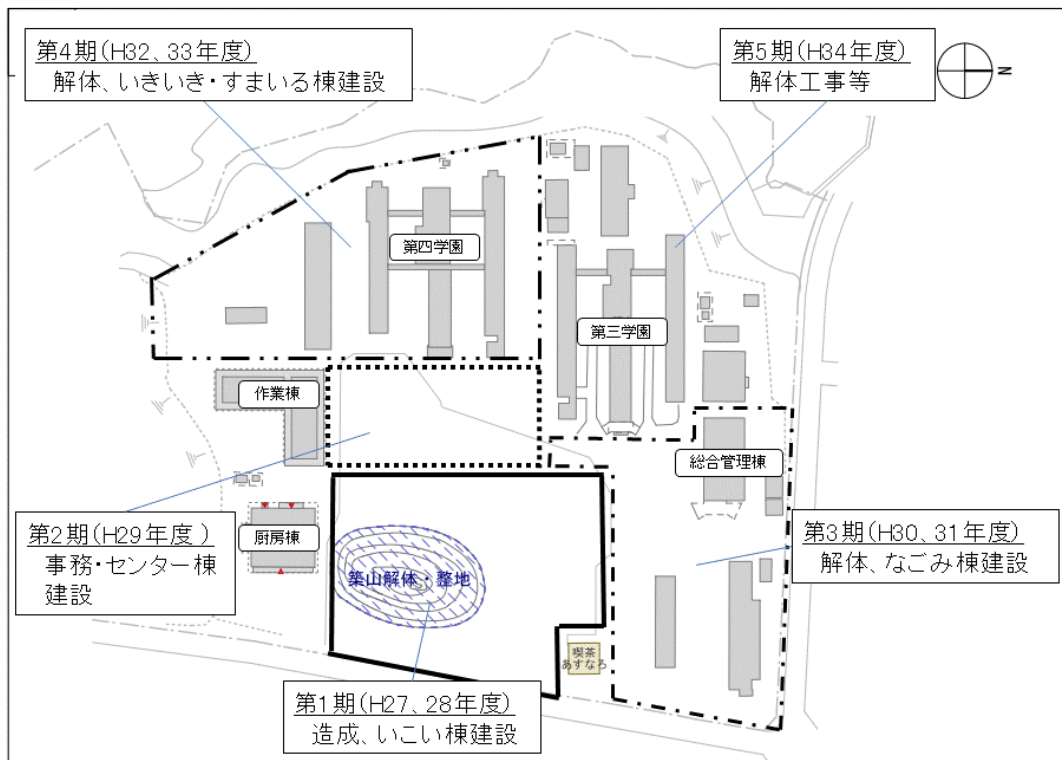 第4期(H32、33年度)
解体、いきいき・すまいる棟建設
第5期(H34年度)
解体工事等
N
第四学園
第三学園
作業棟
総合管理棟
第2期(H29年度)
事務・センター棟
建設
厨房棟
築山解体・整地
第3期(H30、31年度)
解体、なごみ棟建設
喫茶
あすなろ
第1期(H27、28年度)
造成、いこい棟建設